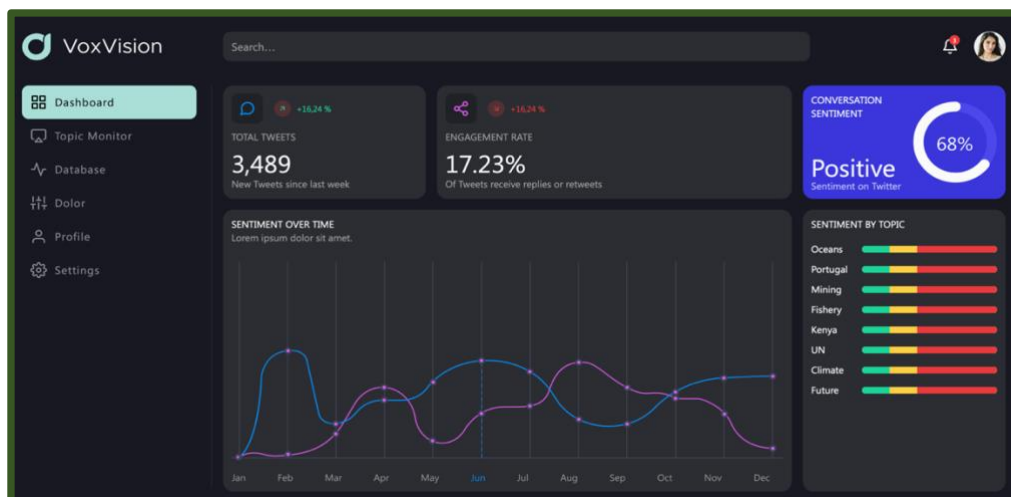 VoxVision
Search...
3
Dashboard
Topic Monitor
Database
Dolor
Profile
Settings
+16,24 %
TOTAL TWEETS
3,489
New Tweets since last week
+16,24 %
ENGAGEMENT RATE
17.23%
Of Tweets receive replies or retweets
CONVERSATION
SENTIMENT
68%
Positive
Sentiment on Twitter
SENTIMENT OVER TIME
Lorem ipsum dolor sit amet.
Jan Feb Mar Apr May Jun Jul Aug Sep Oct Nov Dec
SENTIMENT BY TOPIC
Oceans
Portugal
Mining
Fishery
Kenya
UN
Climate
Future